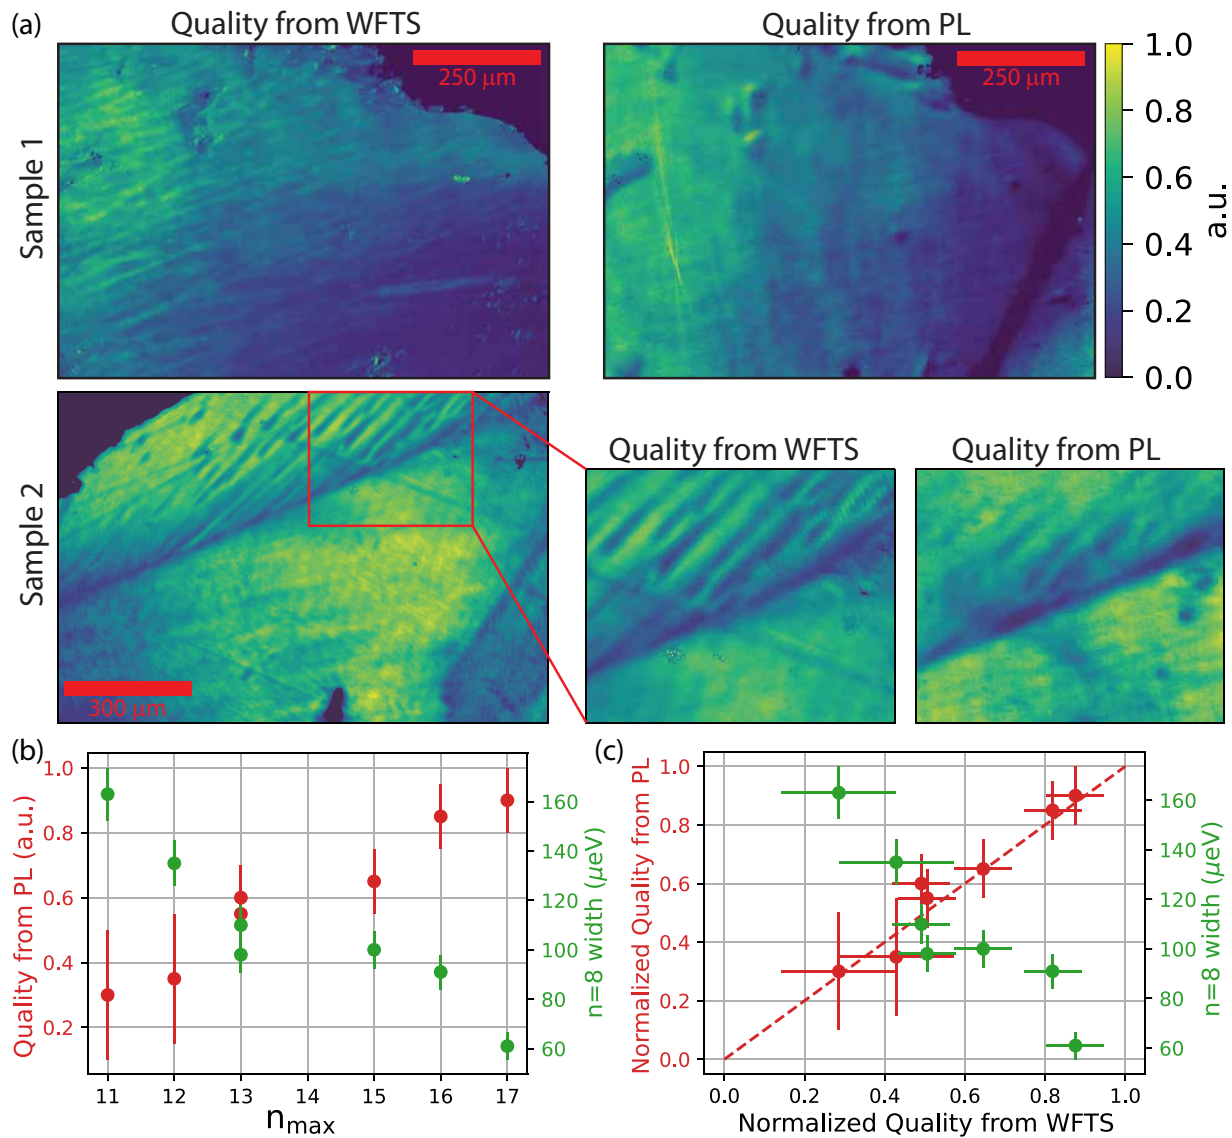 (a)
Quality from WFTS
Quality from PL
250 μm
250 μm
1.0
0.8
0.6
0.4
0.2
0.0
a.u.
Sample 1
Sample 2
300 μm
Quality from WFTS
Quality from PL
(b)
Quality from PL (a.u.)
1.0
0.8
0.6
0.4
0.2
160
140
120
100
80
60
n=8 width (μeV)
11 12 13 14 15 16 17
nmax
(c)
Normalized Quality from PL
1.0
0.8
0.6
0.4
0.2
0.0
160
140
120
100
80
60
n=8 width (μeV)
0.0 0.2 0.4 0.6 0.8 1.0
Normalized Quality from WFTS